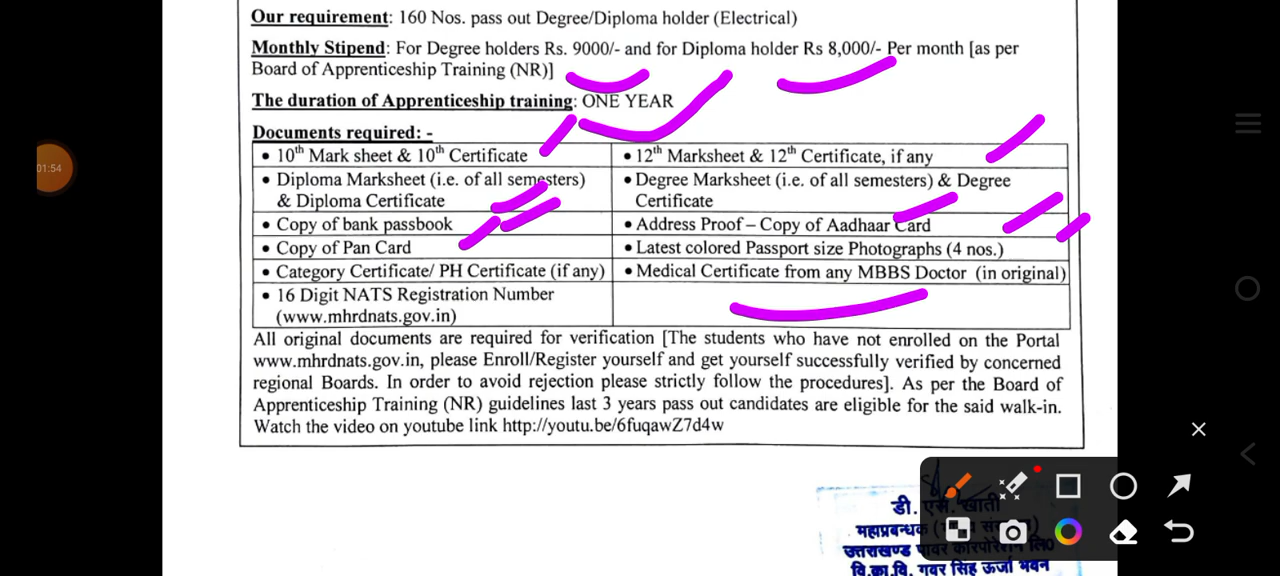 Our requirement: 160 Nos. pass out Degree/Diploma holder (Electrical)
Monthly Stipend: For Degree holders Rs. 9000/- and for Diploma holder Rs 8,000/- Per month [as per
Board of Apprenticeship Training (NR)]
The duration of Apprenticeship training: ONE YEAR
Documents required: -
• 10th Mark sheet & 10th Certificate
• 12th Marksheet & 12th Certificate, if any
• Diploma Marksheet (i.e. of all semesters)
& Diploma Certificate
• Degree Marksheet (i.e. of all semesters) & Degree
Certificate
• Copy of bank passbook
• Address Proof – Copy of Aadhaar Card
• Copy of Pan Card
• Latest colored Passport size Photographs (4 nos.)
• Category Certificate/ PH Certificate (if any)
• Medical Certificate from any MBBS Doctor (in original)
• 16 Digit NATS Registration Number
(www.mhrdnats.gov.in)
All original documents are required for verification [The students who have not enrolled on the Portal
www.mhrdnats.gov.in, please Enroll/Register yourself and get yourself successfully verified by concerned
regional Boards. In order to avoid rejection please strictly follow the procedures]. As per the Board of
Apprenticeship Training (NR) guidelines last 3 years pass out candidates are eligible for the said walk-in.
Watch the video on youtube link http://youtu.be/6fuqawZ7d4w
01:54
डी. एस. खाती
महाप्रबन्धक
उत्तराखण्ड पावर कारपोरेशन लि०
वि.का.वि. गवर सिंह ऊर्जा भवन